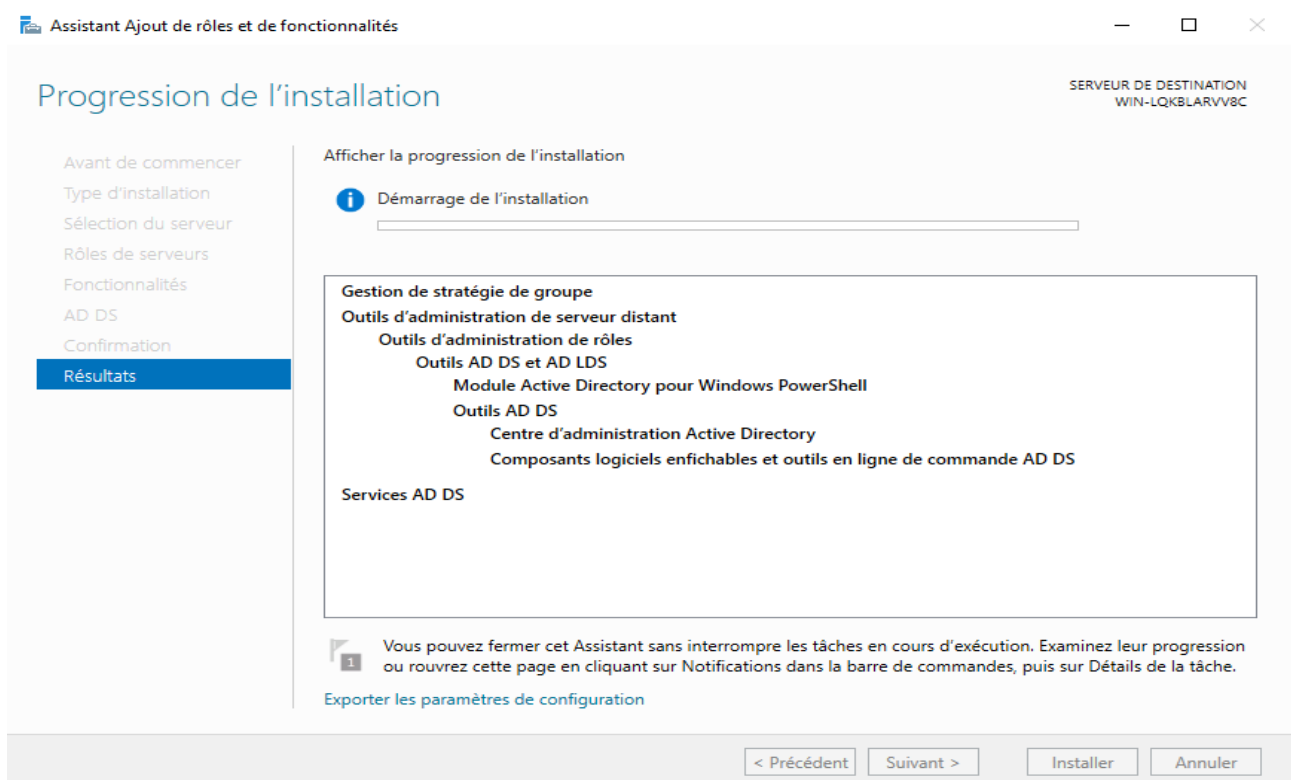 Assistant Ajout de rôles et de fonctionnalités
Progression de l'installation
SERVEUR DE DESTINATION
WIN-LQKBLARVV8C
Avant de commencer
Type d'installation
Sélection du serveur
Rôles de serveurs
Fonctionnalités
AD DS
Confirmation
Résultats
Afficher la progression de l'installation
Démarrage de l'installation
Gestion de stratégie de groupe
Outils d'administration de serveur distant
Outils d'administration de rôles
Outils AD DS et AD LDS
Module Active Directory pour Windows PowerShell
Outils AD DS
Centre d'administration Active Directory
Composants logiciels enfichables et outils en ligne de commande AD DS
Services AD DS
1
Vous pouvez fermer cet Assistant sans interrompre les tâches en cours d'exécution. Examinez leur progression
ou rouvrez cette page en cliquant sur Notifications dans la barre de commandes, puis sur Détails de la tâche.
Exporter les paramètres de configuration
< Précédent
Suivant >
Installer
Annuler